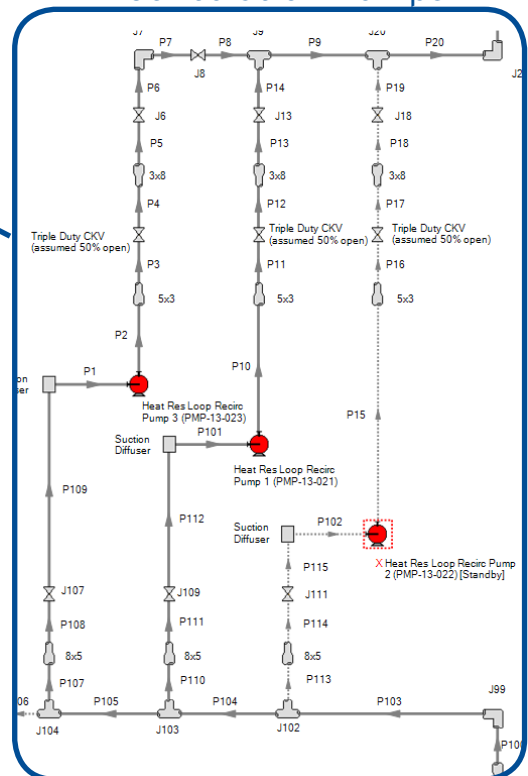 J7
P7
P8
J9
P9
J20
P20
J8
J2
P6
P14
P19
J6
J13
J18
P5
P13
P18
3x8
3x8
3x8
P4
P12
P17
Triple Duty CKV
(assumed 50% open)
Triple Duty CKV
(assumed 50% open)
Triple Duty CKV
(assumed 50% open)
P3
P11
P16
5x3
5x3
5x3
P2
P10
P1
P15
Heat Res Loop Recirc
Pump 3 (PMP-13-023)
P101
Suction
Diffuser
Heat Res Loop Recirc
Pump 1 (PMP-13-021)
P109
P112
Suction
Diffuser
P102
X Heat Res Loop Recirc Pump
2 (PMP-13-022) [Standby]
P115
J107
J109
J111
P108
P111
P114
8x5
8x5
8x5
P107
P110
P113
06
P105
P104
P103
J99
J104
J103
J102